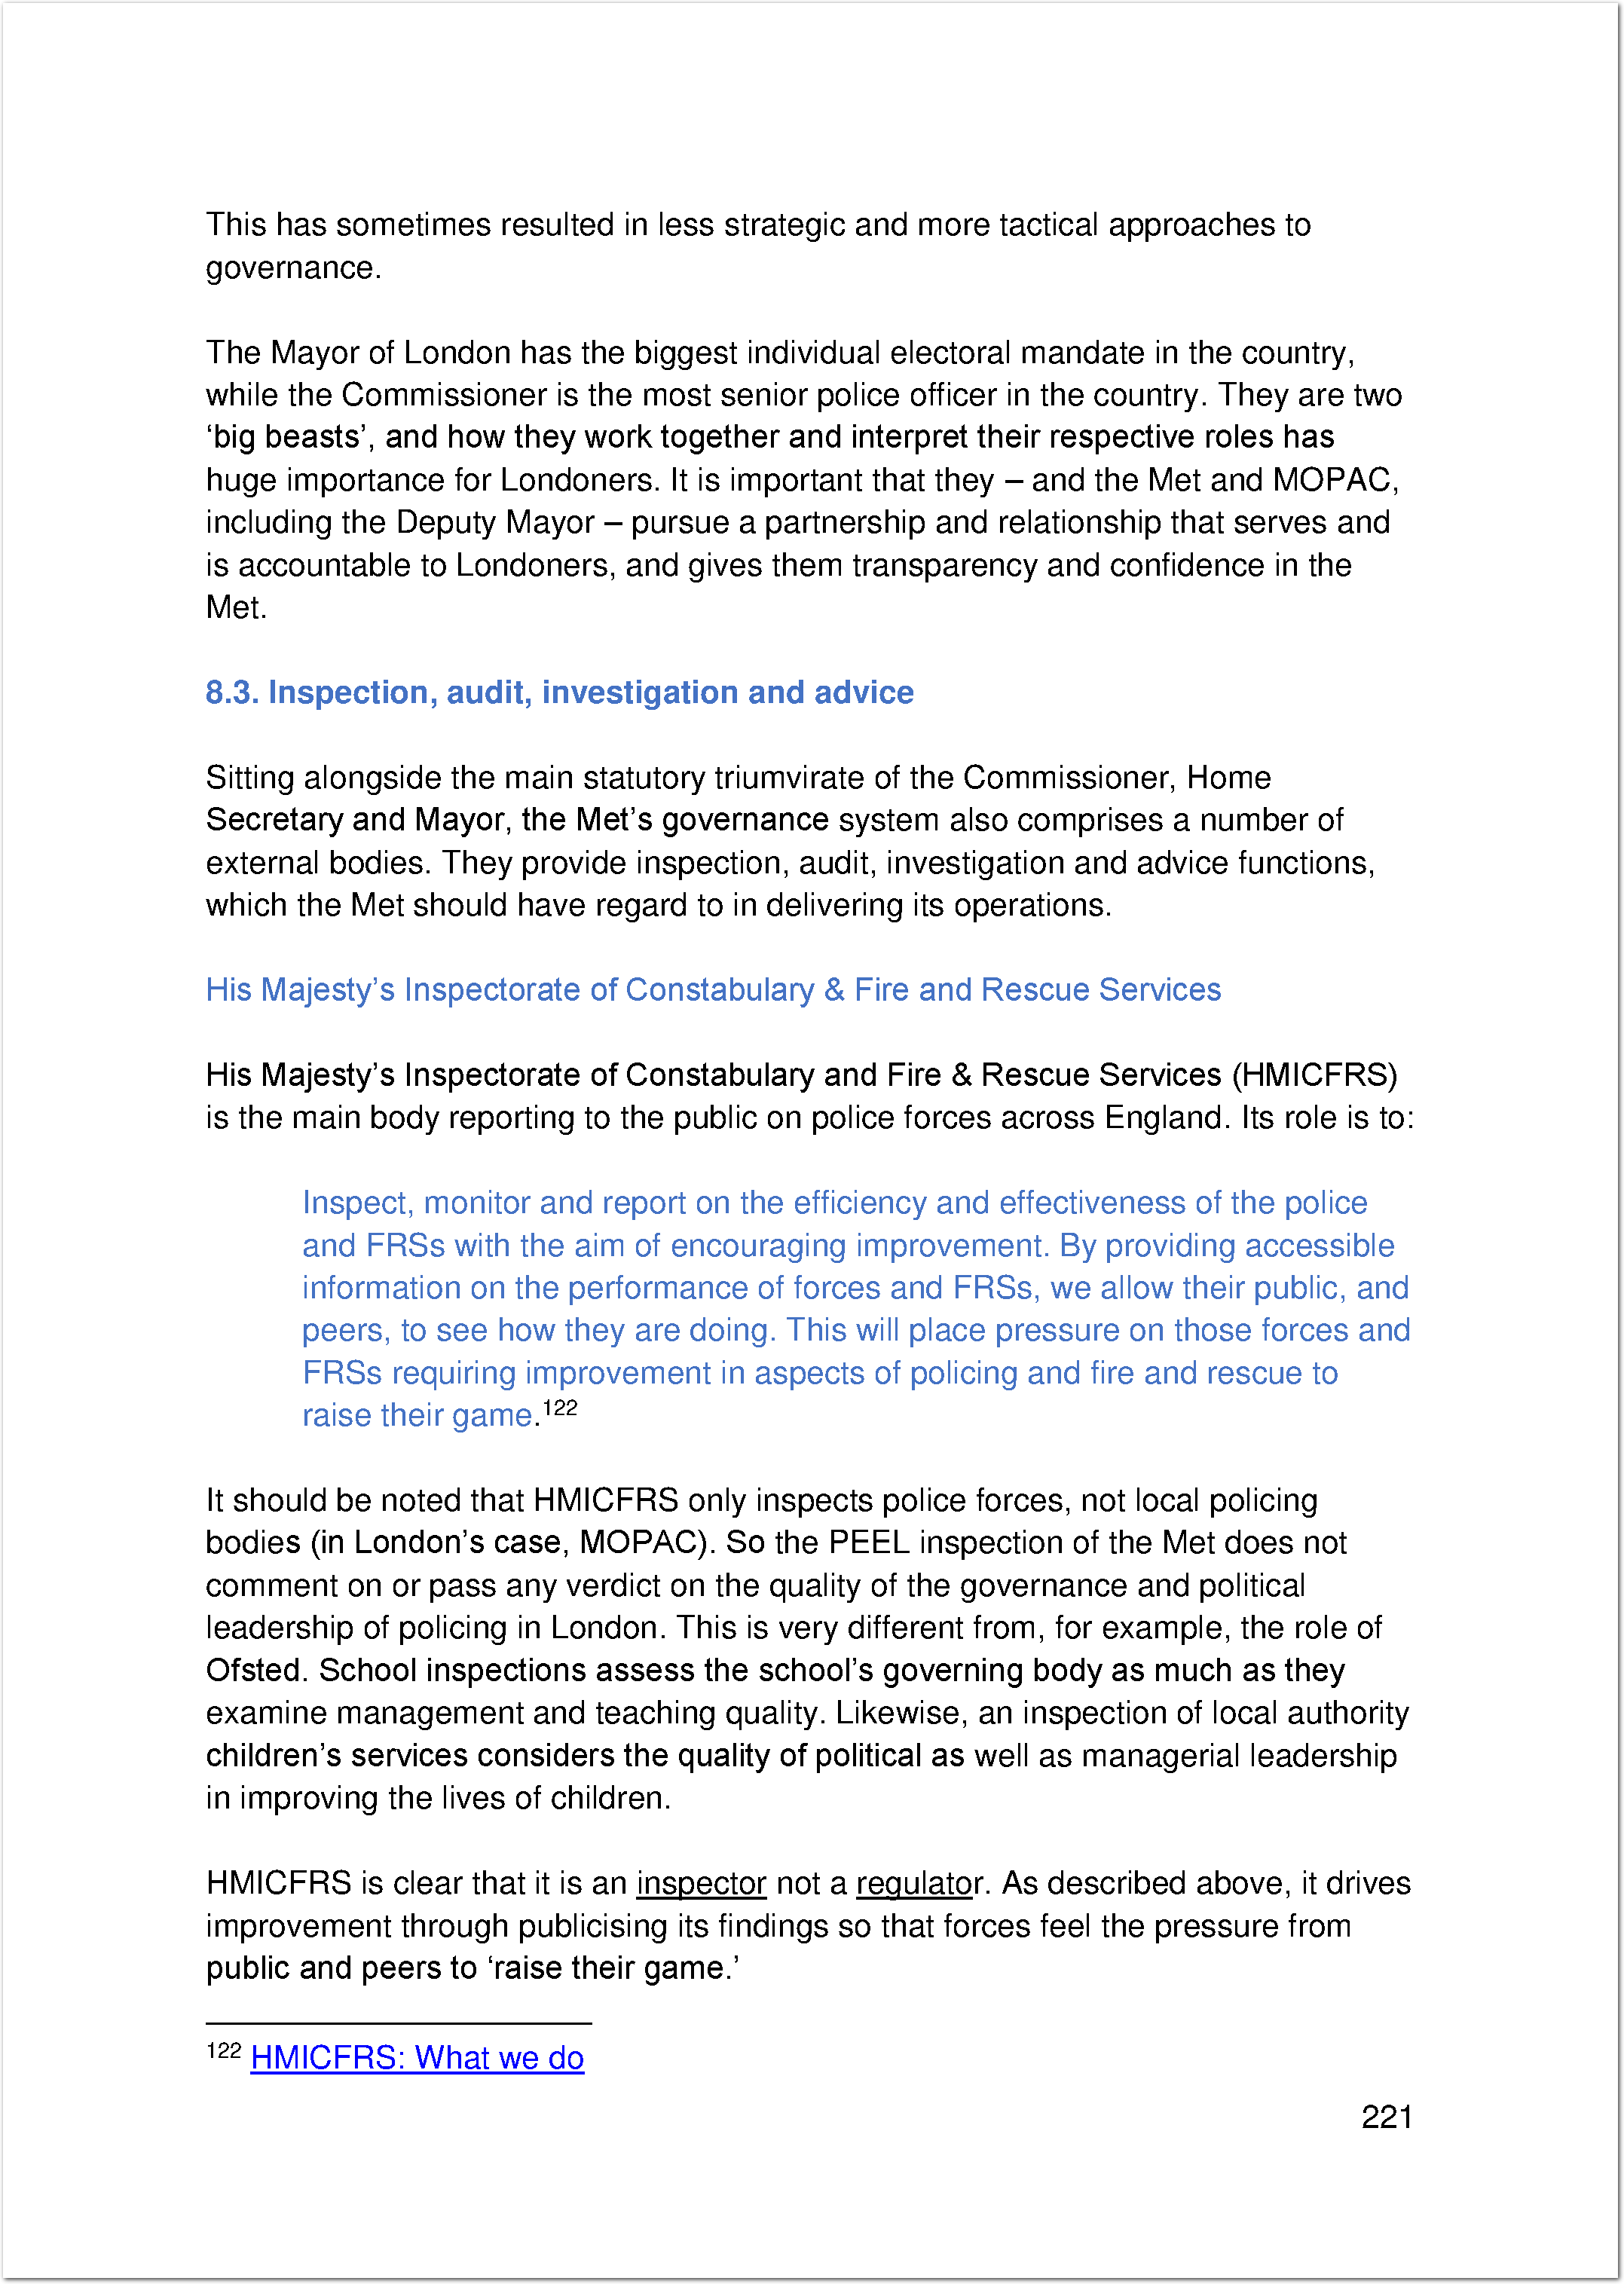 This has sometimes resulted in less strategic and more tactical approaches to
governance.
The Mayor of London has the biggest individual electoral mandate in the country,
while the Commissioner is the most senior police officer in the country. They are two
‘big beasts’, and how they work together and interpret their respective roles has
huge importance for Londoners. It is important that they – and the Met and MOPAC,
including the Deputy Mayor – pursue a partnership and relationship that serves and
is accountable to Londoners, and gives them transparency and confidence in the
Met.
8.3. Inspection, audit, investigation and advice
Sitting alongside the main statutory triumvirate of the Commissioner, Home
Secretary and Mayor, the Met’s governance system also comprises a number of
external bodies. They provide inspection, audit, investigation and advice functions,
which the Met should have regard to in delivering its operations.
His Majesty’s Inspectorate of Constabulary & Fire and Rescue Services
His Majesty’s Inspectorate of Constabulary and Fire & Rescue Services (HMICFRS)
is the main body reporting to the public on police forces across England. Its role is to:
Inspect, monitor and report on the efficiency and effectiveness of the police
and FRSs with the aim of encouraging improvement. By providing accessible
information on the performance of forces and FRSs, we allow their public, and
peers, to see how they are doing. This will place pressure on those forces and
FRSs requiring improvement in aspects of policing and fire and rescue to
raise their game.122
It should be noted that HMICFRS only inspects police forces, not local policing
bodies (in London’s case, MOPAC). So the PEEL inspection of the Met does not
comment on or pass any verdict on the quality of the governance and political
leadership of policing in London. This is very different from, for example, the role of
Ofsted. School inspections assess the school’s governing body as much as they
examine management and teaching quality. Likewise, an inspection of local authority
children’s services considers the quality of political as well as managerial leadership
in improving the lives of children.
HMICFRS is clear that it is an inspector not a regulator. As described above, it drives
improvement through publicising its findings so that forces feel the pressure from
public and peers to ‘raise their game.’
122 HMICFRS: What we do
221